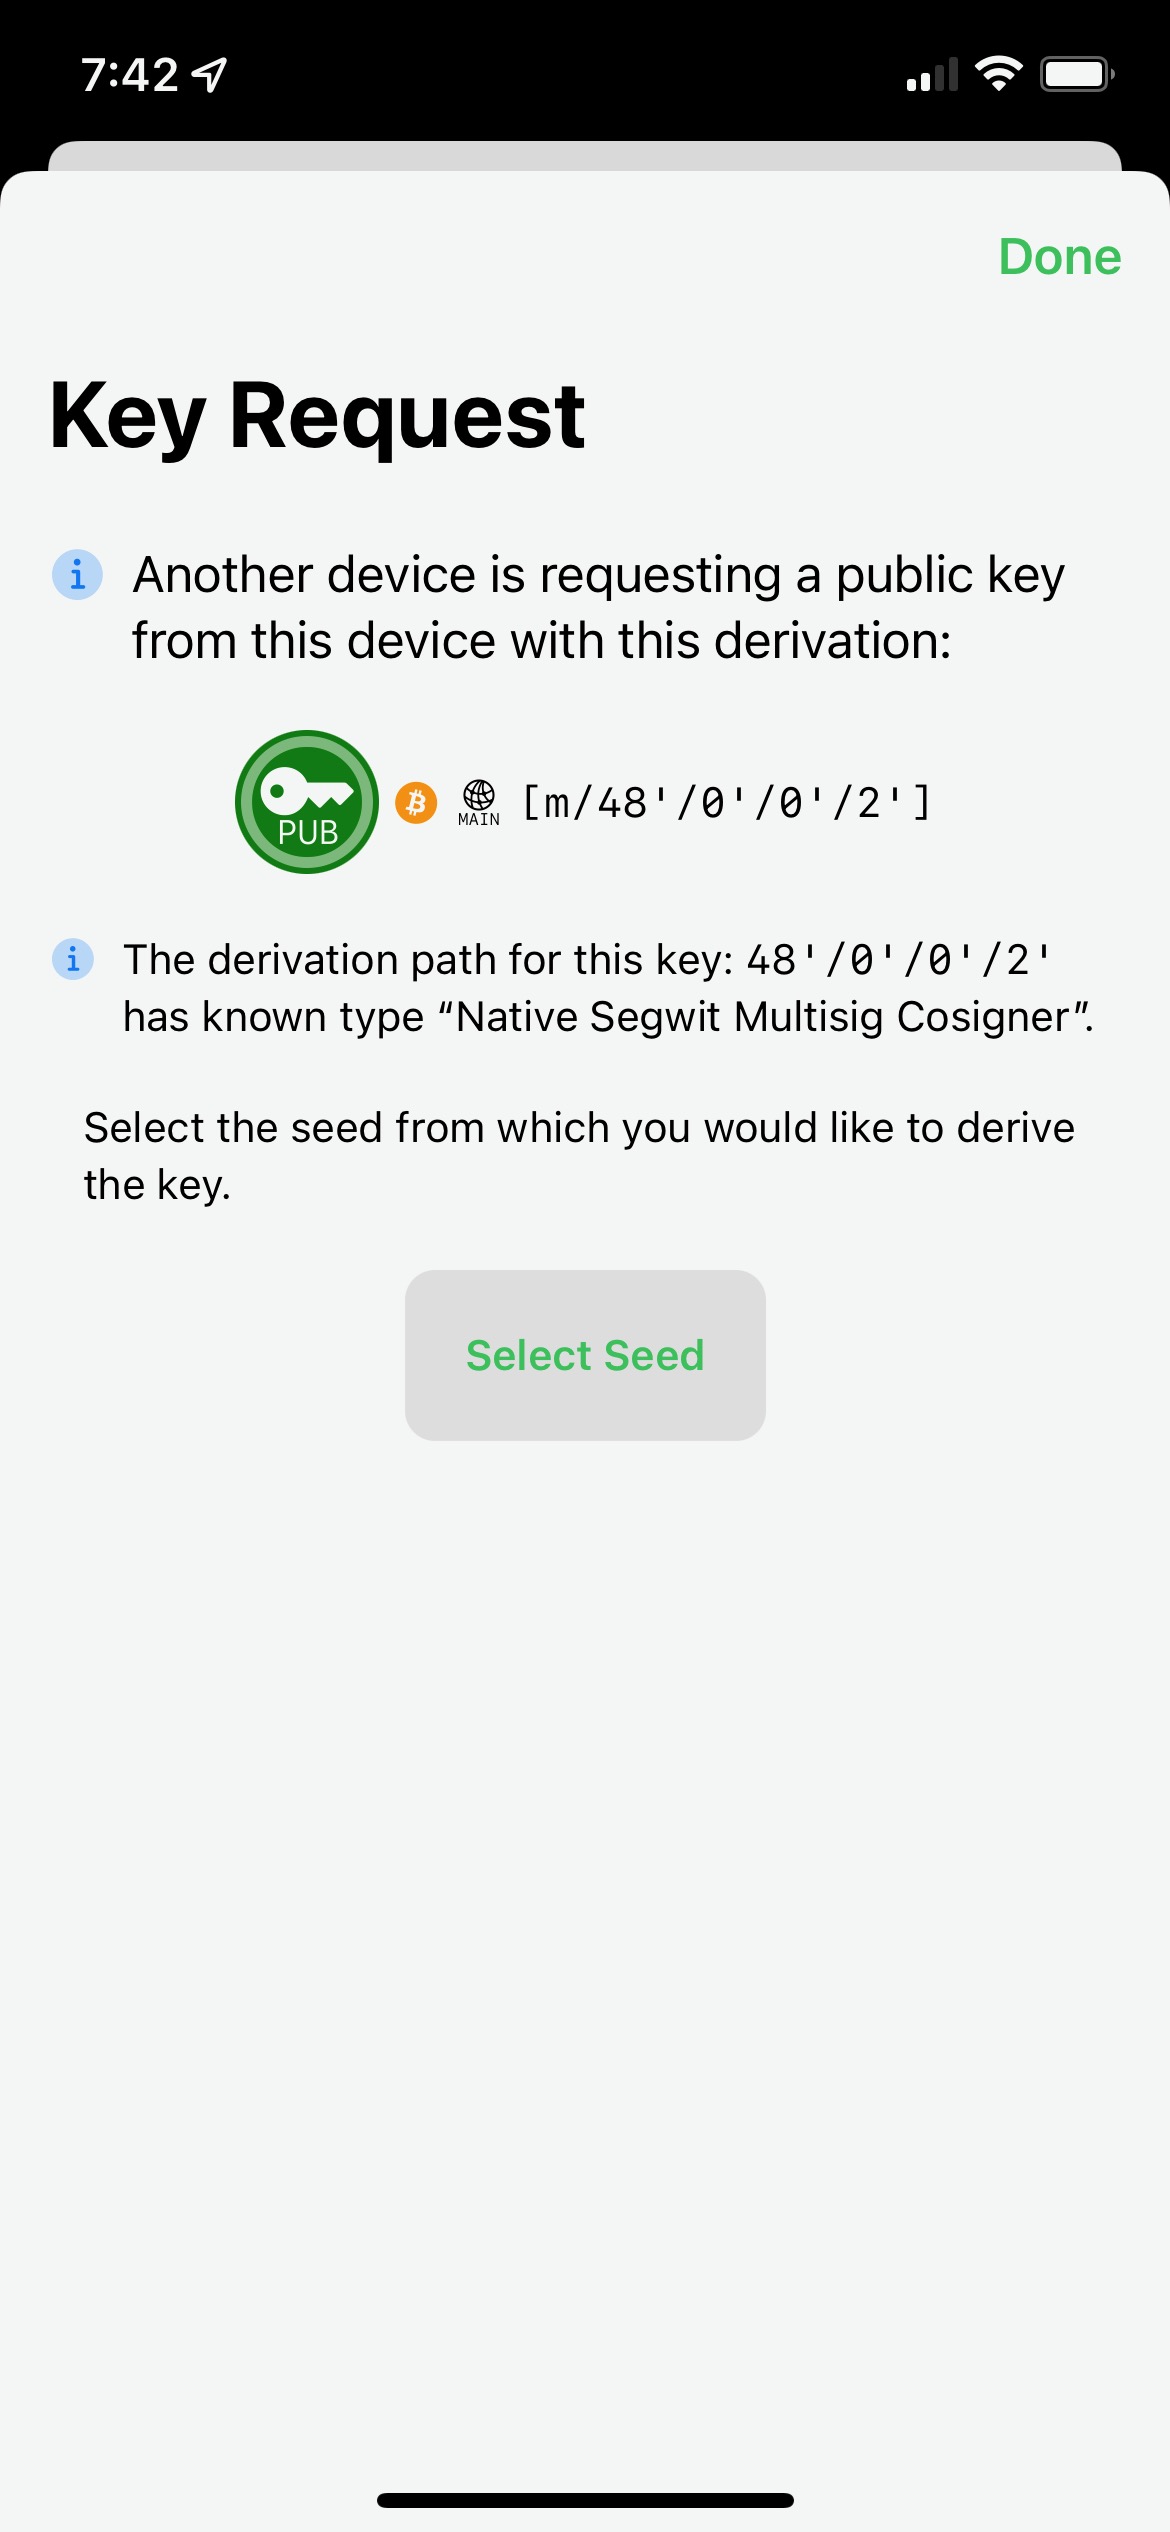 7:42
Done
Key Request
Another device is requesting a public key
from this device with this derivation:
PUB
MAIN
[m/48'/0'/0'/2']
The derivation path for this key: 48'/0'/0'/2'
has known type “Native Segwit Multisig Cosigner”.
Select the seed from which you would like to derive
the key.
Select Seed